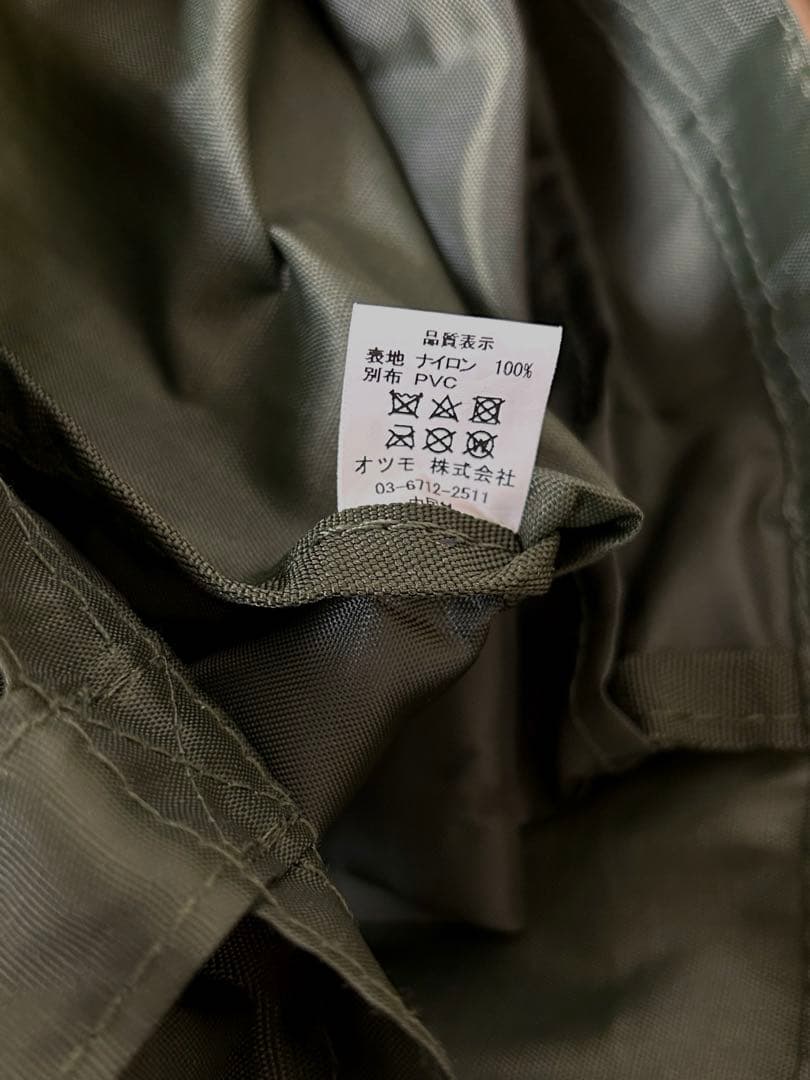 品質表示
表地 ナイロン 100%
別布 PVC
オツモ 株式会社
03-6712-2511